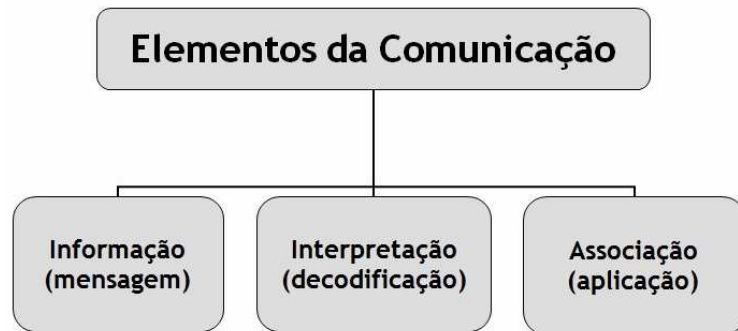 Elementos da Comunicação
Informação
(mensagem)
Interpretação
(decodificação)
Associação
(aplicação)